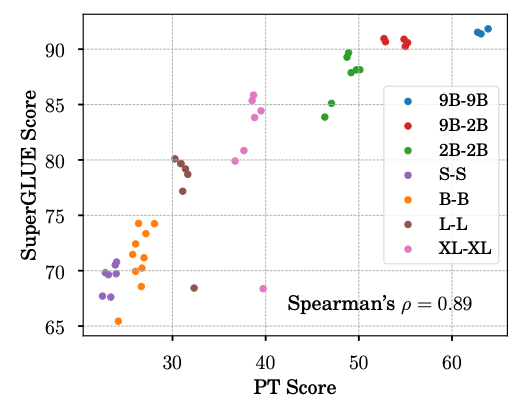 SuperGLUE Score
90
85
80
75
70
65
30
40
50
60
PT Score
9B-9B
9B-2B
2B-2B
S-S
B-B
L-L
XL-XL
Spearman's ρ = 0.89